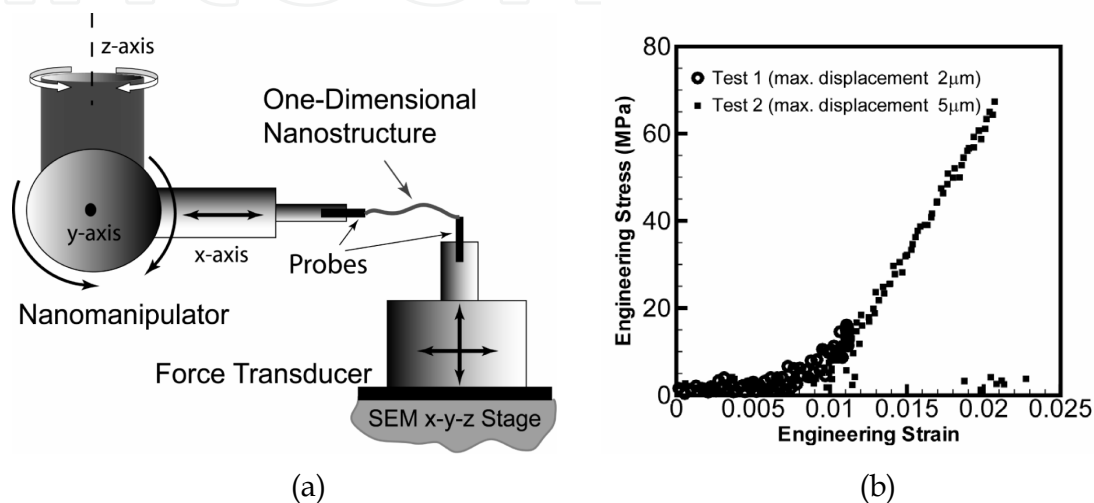 z-axis
One-Dimensional
Nanostructure
y-axis
x-axis
Probes
Nanomanipulator
Force Transducer
SEM x-y-z Stage
(a)
80
60
40
20
0
Engineering Stress (MPa)
Test 1 (max. displacement 2μm)
Test 2 (max. displacement 5μm)
0 0.005 0.01 0.015 0.02 0.025
Engineering Strain
(b)